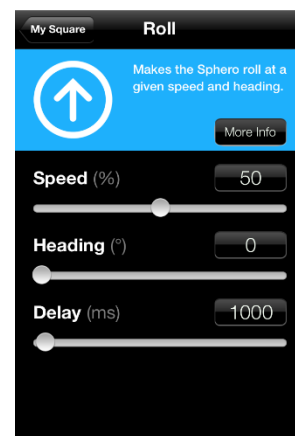 My Square
Roll
Makes the Sphero roll at a
given speed and heading.
More Info
Speed (%)
50
Heading (°)
0
Delay (ms)
1000